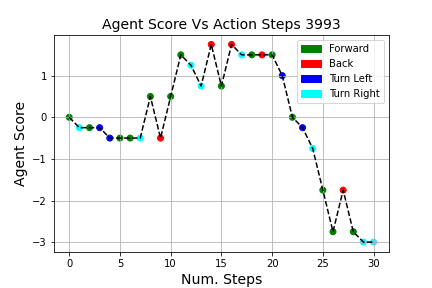 Agent Score Vs Action Steps 3993
Forward
Back
Turn Left
Turn Right
Agent Score
1
0
−1
−2
−3
0 5 10 15 20 25 30
Num. Steps